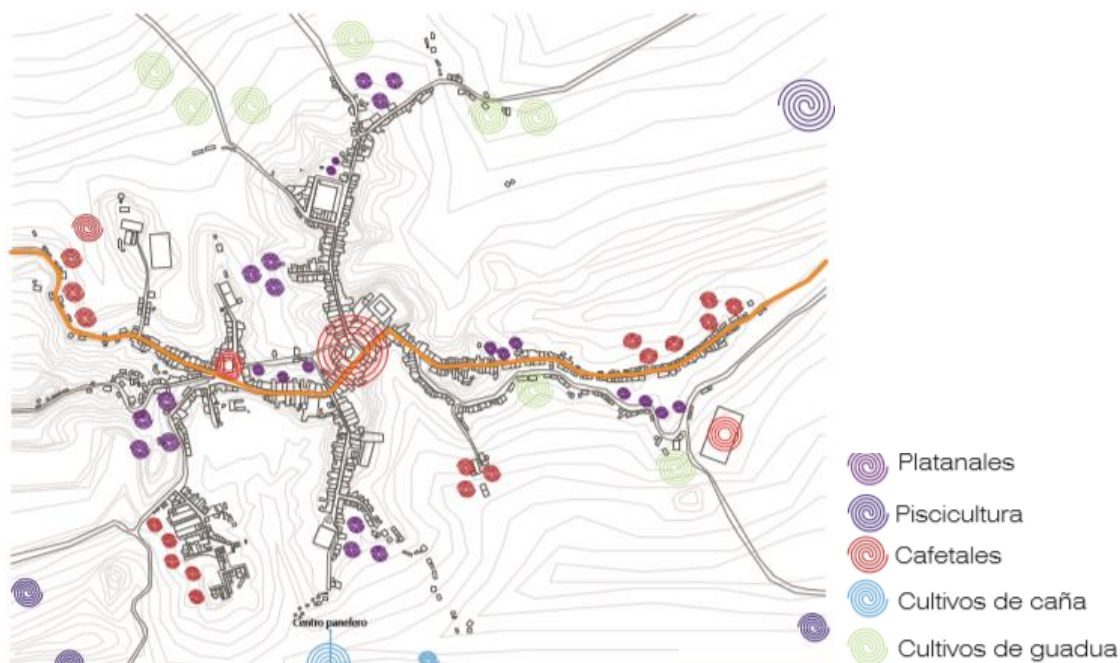 Centro panelero
Platanales
Piscicultura
Cafetales
Cultivos de caña
Cultivos de guadua